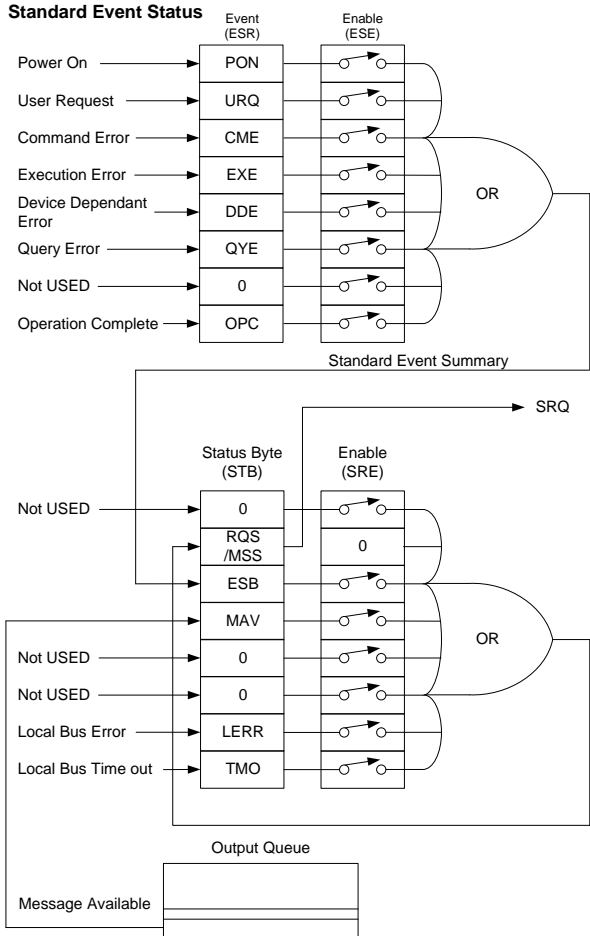 Standard Event Status
Event
(ESR)
Enable
(ESE)
Power On
PON
User Request
URQ
Command Error
CME
Execution Error
EXE
Device Dependant
Error
DDE
Query Error
QYE
Not USED
0
Operation Complete
OPC
OR
Standard Event Summary
SRQ
Status Byte
(STB)
Enable
(SRE)
Not USED
0
RQS
/MSS
0
ESB
MAV
Not USED
0
Not USED
0
Local Bus Error
LERR
Local Bus Time out
TMO
OR
Output Queue
Message Available